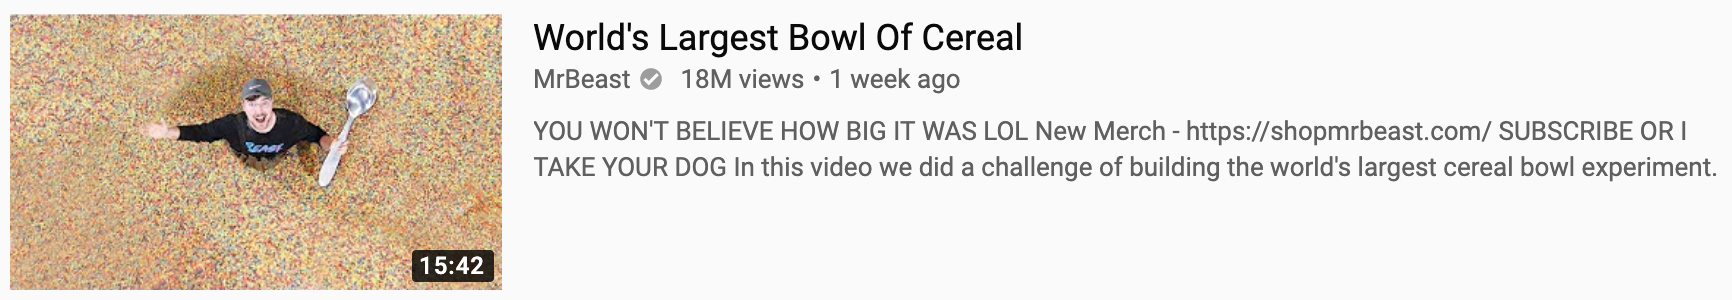 World's Largest Bowl Of Cereal
MrBeast 18M views • 1 week ago
YOU WON'T BELIEVE HOW BIG IT WAS LOL New Merch - https://shopmrbeast.com/ SUBSCRIBE OR I
TAKE YOUR DOG In this video we did a challenge of building the world's largest cereal bowl experiment.
BEAST
15:42